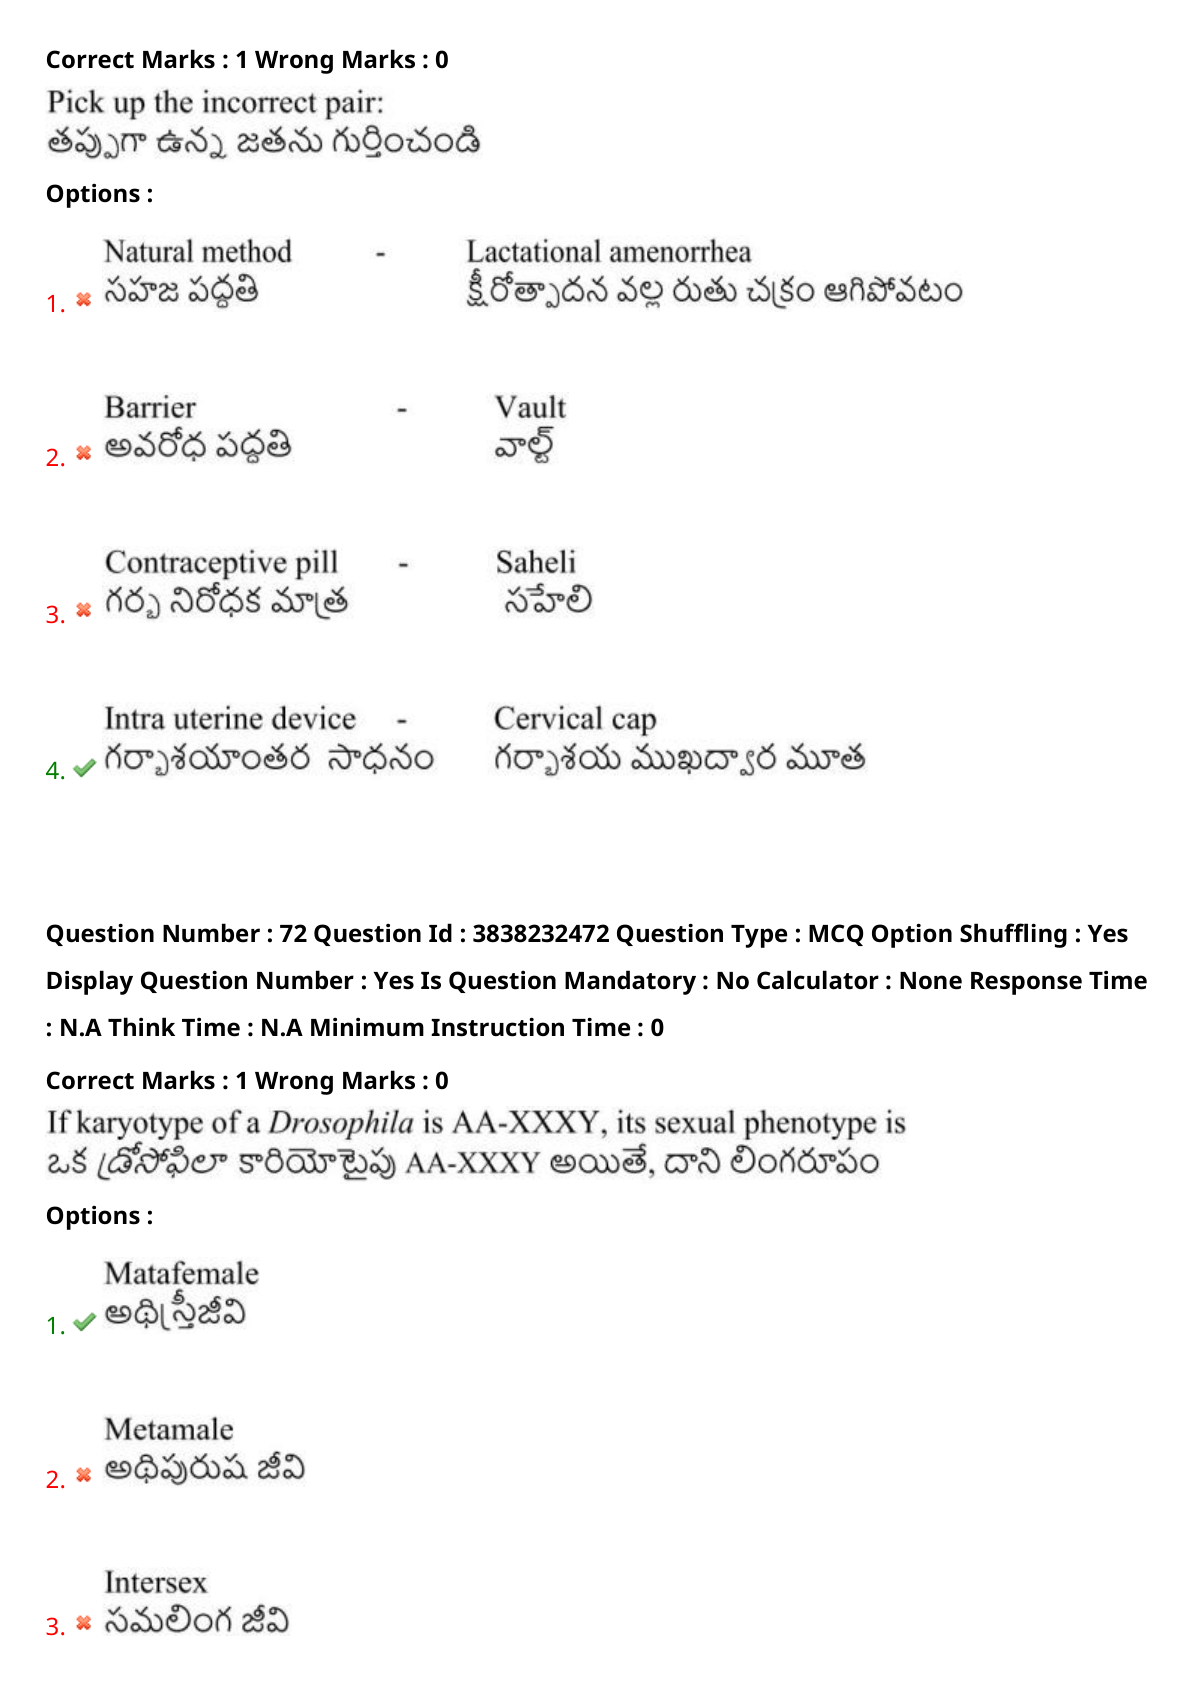 Correct Marks : 1 Wrong Marks : 0
Pick up the incorrect pair:
తప్పుగా ఉన్న జతను గుర్తించండి
Options :
Natural method - Lactational amenorrhea
1. ✖ సహజ పద్ధతి క్షీరోత్పాదన వల్ల రుతు చక్రం ఆగిపోవటం
Barrier - Vault
2. ✖ అవరోధ పద్ధతి వాల్ట్
Contraceptive pill - Saheli
3. ✖ గర్భ నిరోధక మాత్ర సహేలి
Intra uterine device - Cervical cap
4. ✔ గర్భాశయాంతర సాధనం గర్భాశయ ముఖద్వార మూత
Question Number : 72 Question Id : 3838232472 Question Type : MCQ Option Shuffling : Yes
Display Question Number : Yes Is Question Mandatory : No Calculator : None Response Time
: N.A Think Time : N.A Minimum Instruction Time : 0
Correct Marks : 1 Wrong Marks : 0
If karyotype of a Drosophila is AA-XXXY, its sexual phenotype is
ఒక డ్రోసోఫిలా కారియోటైపు AA-XXXY అయితే, దాని లింగరూపం
Options :
Matafemale
1. ✔ అథిస్త్రీజీవి
Metamale
2. ✖ అథిపురుష జీవి
Intersex
3. ✖ సమలింగ జీవి